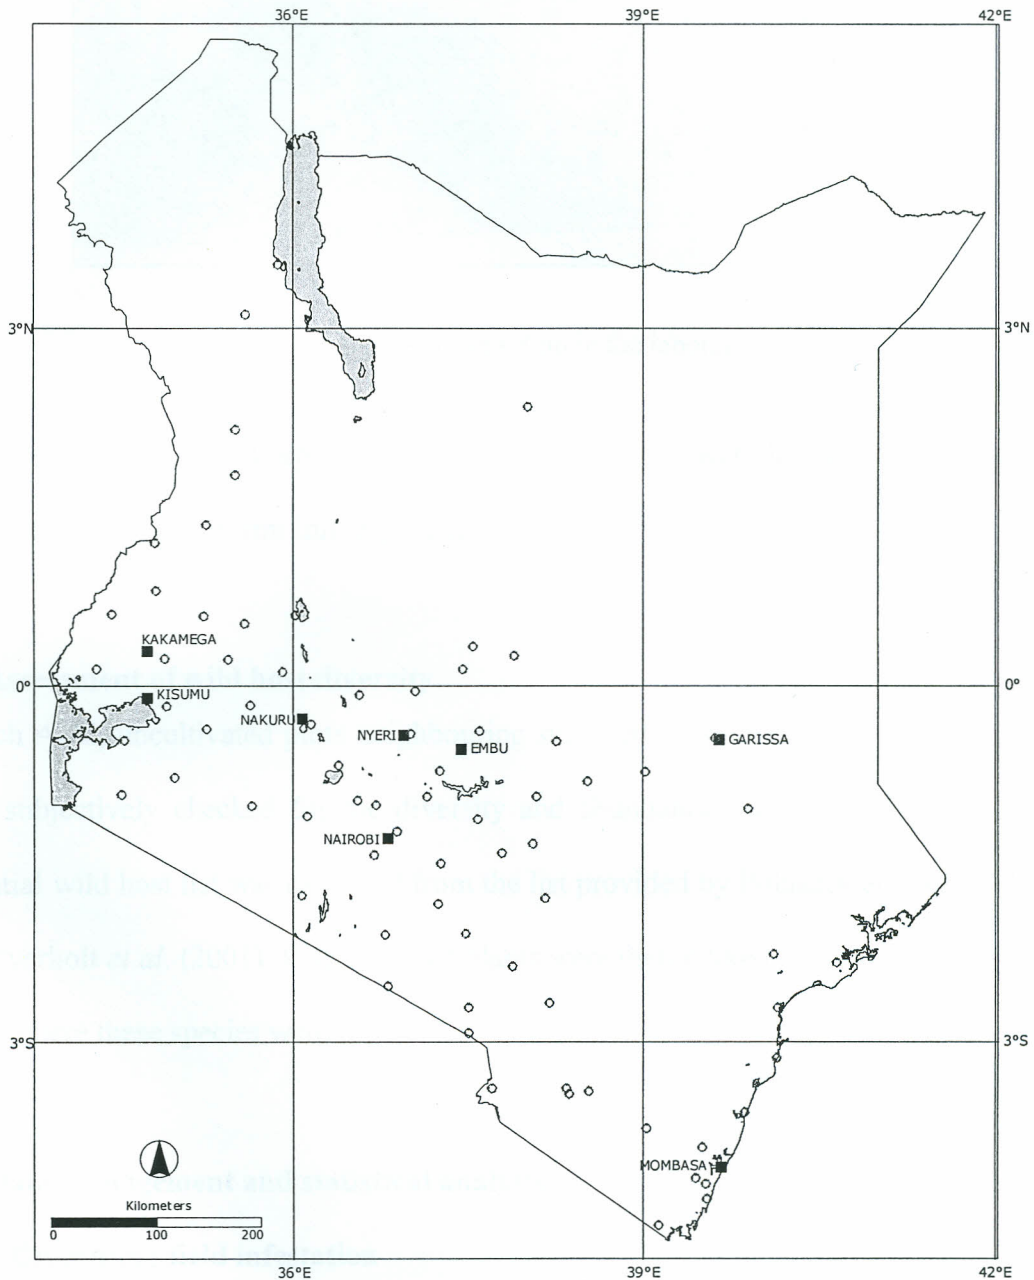 36°E 39°E 42°E
3°N 3°N
KAKAMEGA
0° 0°
KISUMU
NAKURU
NYERI
GARISSA
EMBU
NAIROBI
3°S 3°S
MOMBASA
Kilometers
0 100 200
36°E 39°E 42°E